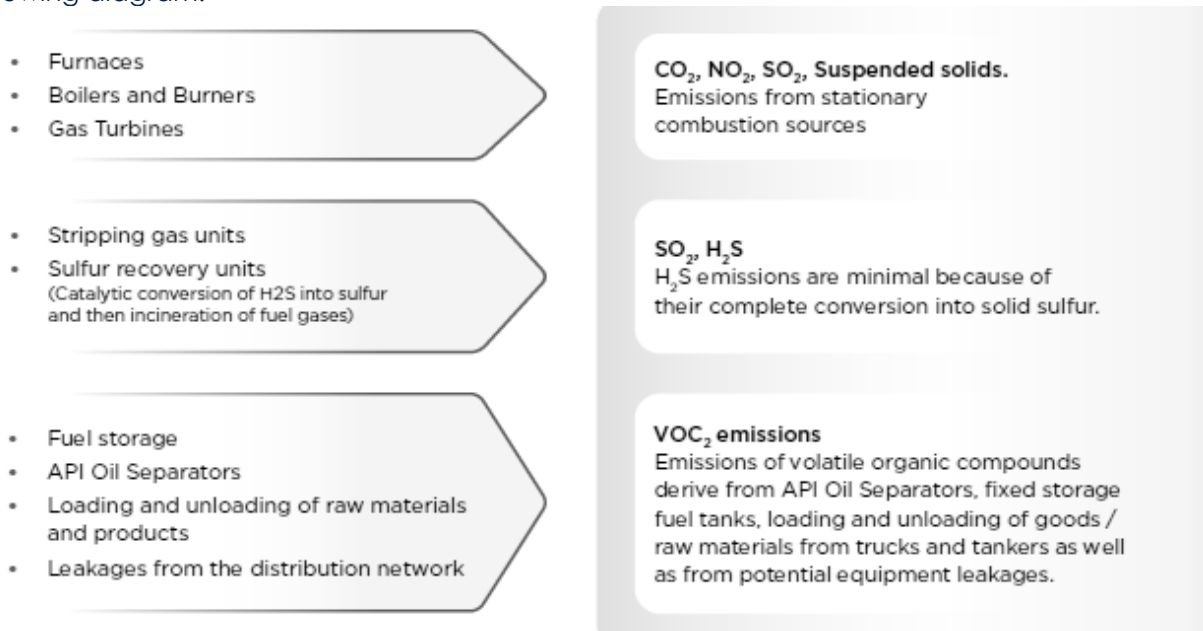 diagram.
• Furnaces
• Boilers and Burners
• Gas Turbines
CO₂, NO₂, SO₂, Suspended solids.
Emissions from stationary
combustion sources
• Stripping gas units
• Sulfur recovery units
(Catalytic conversion of H2S into sulfur
and then incineration of fuel gases)
SO₂, H₂S
H₂S emissions are minimal because of
their complete conversion into solid sulfur.
• Fuel storage
• API Oil Separators
• Loading and unloading of raw materials
and products
• Leakages from the distribution network
VOC₂ emissions
Emissions of volatile organic compounds
derive from API Oil Separators, fixed storage
fuel tanks, loading and unloading of goods /
raw materials from trucks and tankers as well
as from potential equipment leakages.